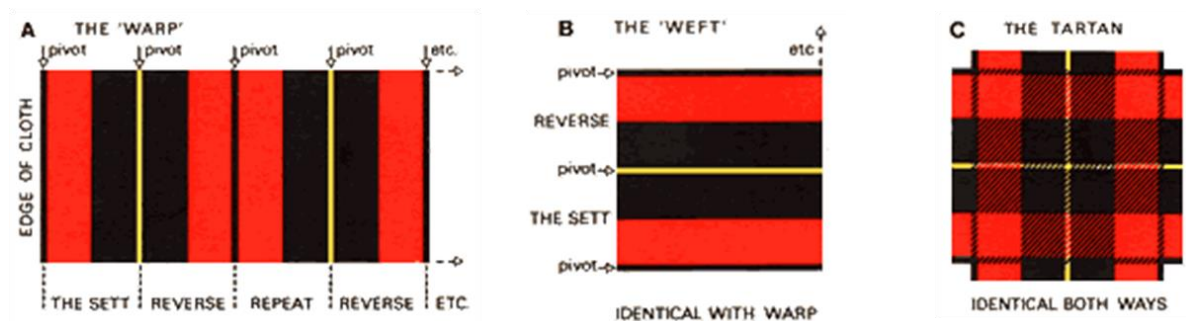 A THE 'WARP'
pivot pivot pivot pivot etc.
EDGE OF CLOTH
THE SETT REVERSE REPEAT REVERSE ETC.
B THE 'WEFT'
etc
pivot
REVERSE
pivot
THE SETT
pivot
IDENTICAL WITH WARP
C THE TARTAN
IDENTICAL BOTH WAYS